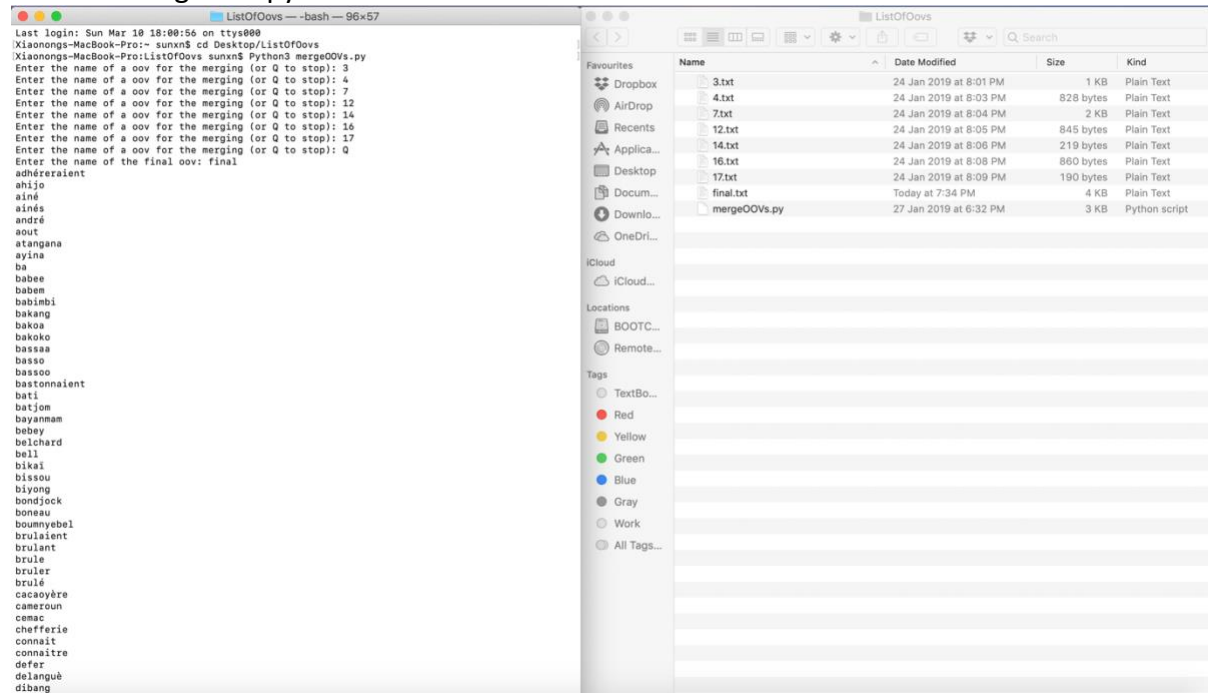 ListOfOovs — -bash — 96×57
Last login: Sun Mar 10 18:00:56 on ttys000
[Xiaonongs-MacBook-Pro:~ sunxn$ cd Desktop/ListOfOovs
[Xiaonongs-MacBook-Pro:ListOfOovs sunxn$ Python3 mergeOOVs.py
Enter the name of a oov for the merging (or Q to stop): 3
Enter the name of a oov for the merging (or Q to stop): 4
Enter the name of a oov for the merging (or Q to stop): 7
Enter the name of a oov for the merging (or Q to stop): 12
Enter the name of a oov for the merging (or Q to stop): 14
Enter the name of a oov for the merging (or Q to stop): 16
Enter the name of a oov for the merging (or Q to stop): 17
Enter the name of a oov for the merging (or Q to stop): Q
Enter the name of the final oov: final
adhéreraient
ahijo
ainé
ainés
andré
aout
atangana
ayina
ba
babee
babem
babimbi
bakang
bakoa
bakoko
bassaa
basso
bassoo
bastonnaient
bati
batjom
bayanmam
bebey
belchard
bell
bikaï
bissou
biyong
bondjock
boneau
boumnyebel
brulaient
brulant
brule
bruler
brulé
cacaoyère
cameroun
cemac
chefferie
connait
connaitre
defer
delanguè
dibang
ListOfOovs
Search
Favourites
Dropbox
AirDrop
Recents
Applica...
Desktop
Docum...
Downlo...
OneDri...
iCloud
iCloud...
Locations
BOOTC...
Remote...
Tags
TextBo...
Red
Yellow
Green
Blue
Gray
Work
All Tags...
Name Date Modified Size Kind
3.txt 24 Jan 2019 at 8:01 PM 1 KB Plain Text
4.txt 24 Jan 2019 at 8:03 PM 828 bytes Plain Text
7.txt 24 Jan 2019 at 8:04 PM 2 KB Plain Text
12.txt 24 Jan 2019 at 8:05 PM 845 bytes Plain Text
14.txt 24 Jan 2019 at 8:06 PM 219 bytes Plain Text
16.txt 24 Jan 2019 at 8:08 PM 860 bytes Plain Text
17.txt 24 Jan 2019 at 8:09 PM 190 bytes Plain Text
final.txt Today at 7:34 PM 4 KB Plain Text
mergeOOVs.py 27 Jan 2019 at 6:32 PM 3 KB Python script